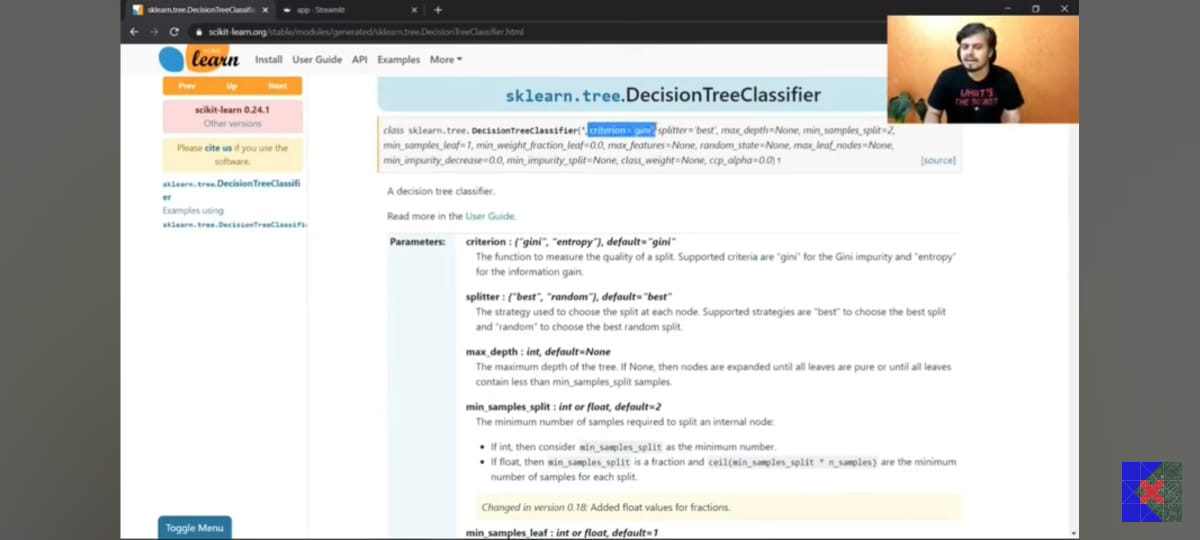 sklearn.tree.DecisionTreeClassifi
app · Streamlit
scikit-learn.org/stable/modules/generated/sklearn.tree.DecisionTreeClassifier.html
learn
Install User Guide API Examples More
Prev Up Next
scikit-learn 0.24.1
Other versions
Please cite us if you use the
software.
sklearn.tree.DecisionTreeClassifi
er
Examples using
sklearn.tree.DecisionTreeClassifi
Toggle Menu
sklearn.tree.DecisionTreeClassifier
class sklearn.tree.DecisionTreeClassifier(*, criterion='gini', splitter='best', max_depth=None, min_samples_split=2,
min_samples_leaf=1, min_weight_fraction_leaf=0.0, max_features=None, random_state=None, max_leaf_nodes=None,
min_impurity_decrease=0.0, min_impurity_split=None, class_weight=None, ccp_alpha=0.0) ¶
[source]
A decision tree classifier.
Read more in the User Guide.
Parameters:
criterion : {"gini", "entropy"}, default="gini"
The function to measure the quality of a split. Supported criteria are "gini" for the Gini impurity and "entropy"
for the information gain.
splitter : {"best", "random"}, default="best"
The strategy used to choose the split at each node. Supported strategies are "best" to choose the best split
and "random" to choose the best random split.
max_depth : int, default=None
The maximum depth of the tree. If None, then nodes are expanded until all leaves are pure or until all leaves
contain less than min_samples_split samples.
min_samples_split : int or float, default=2
The minimum number of samples required to split an internal node:
• If int, then consider min_samples_split as the minimum number.
• If float, then min_samples_split is a fraction and ceil(min_samples_split * n_samples) are the minimum
number of samples for each split.
Changed in version 0.18: Added float values for fractions.
min_samples_leaf : int or float, default=1
WHAT'S
THE